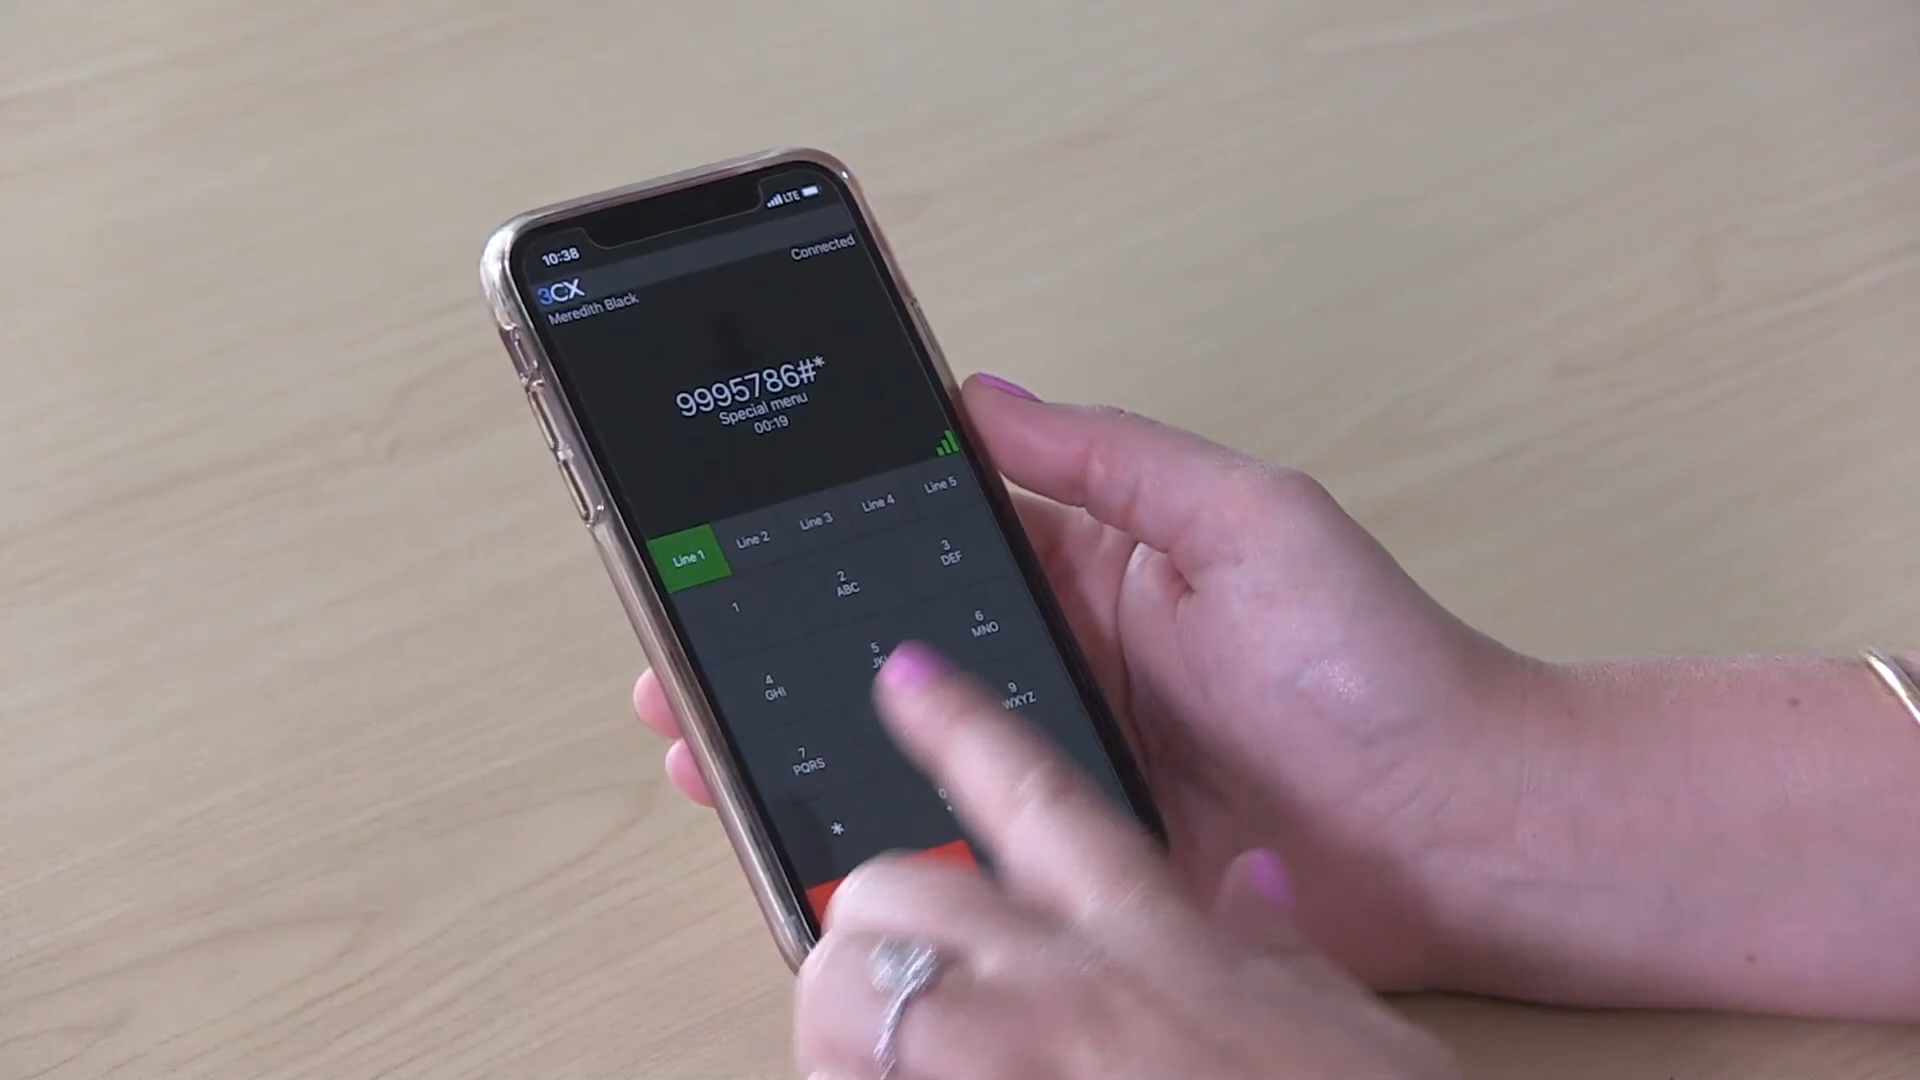 LTE
10:38
Connected
3CX
Meredith Black
9995786#*
Special menu
00:19
Line 1 Line 2 Line 3 Line 4 Line 5
1
2
ABC
3
DEF
4
GHI
5
6
MNO
7
PQRS
9
WXYZ
*
0